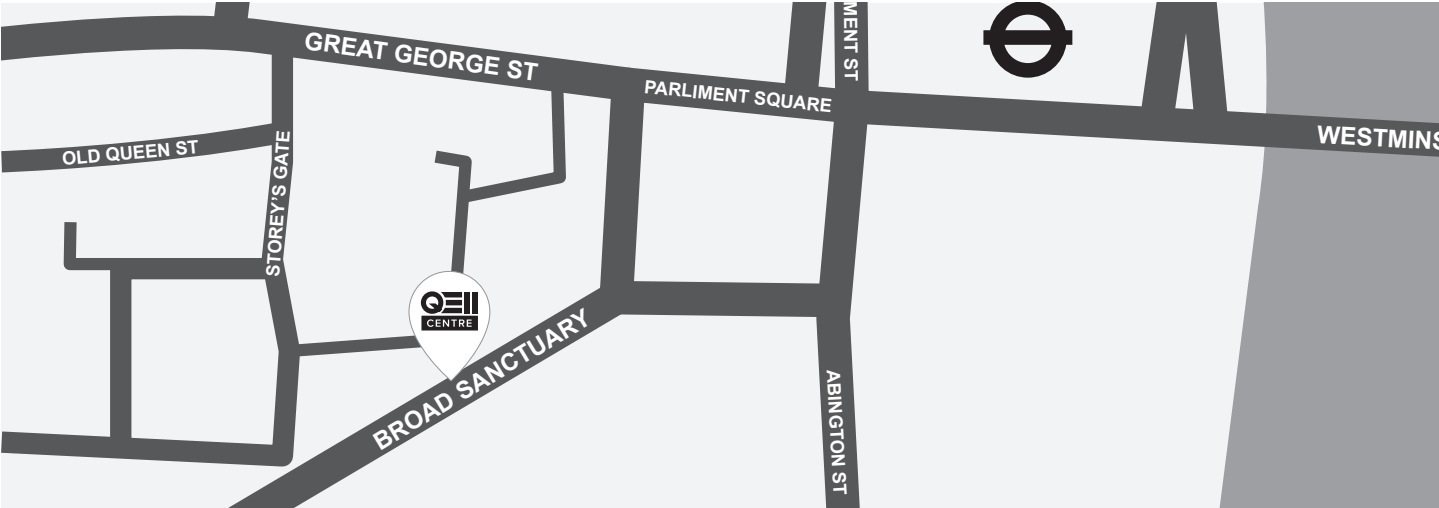 MENT ST
GREAT GEORGE ST
PARLIMENT SQUARE
WESTMINS
OLD QUEEN ST
STOREY'S GATE
QEII
CENTRE
BROAD SANCTUARY
ABINGTON ST